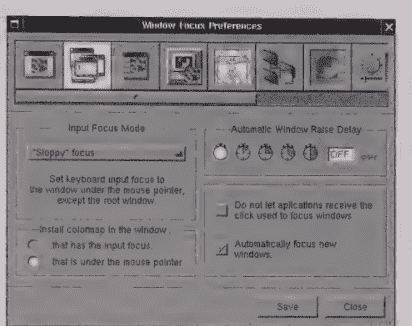 Window Focus Preferences
Input Focus Mode
"Sloppy" focus
Set keyboard input focus to
the window under the mouse pointer,
except the root window.
Install colormap in the window
that has the input focus.
that is under the mouse pointer
Automatic Window Raise Delay
OFF
Do not let aplications receive the
click used to focus windows
Automatically focus new
windows.
Save
Close